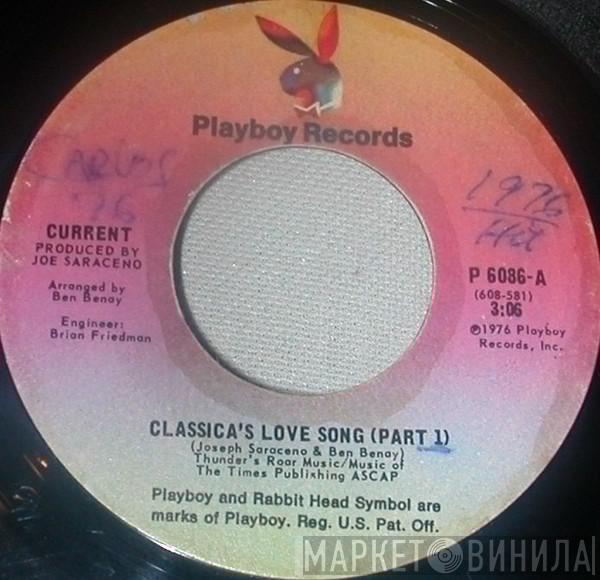 Playboy Records
CARLOS
'76
1976
Hit
CURRENT
PRODUCED BY
JOE SARACENO
Arranged by
Ben Benay
Engineer:
Brian Friedman
P 6086-A
(608-581)
3:06
℗1976 Playboy
Records, Inc.
CLASSICA'S LOVE SONG (PART 1)
(Joseph Saraceno & Ben Benay)
Thunder's Roar Music/Music of
The Times Publishing ASCAP
Playboy and Rabbit Head Symbol are
marks of Playboy. Reg. U.S. Pat. Off.
МАРКЕТ ВИНИЛА